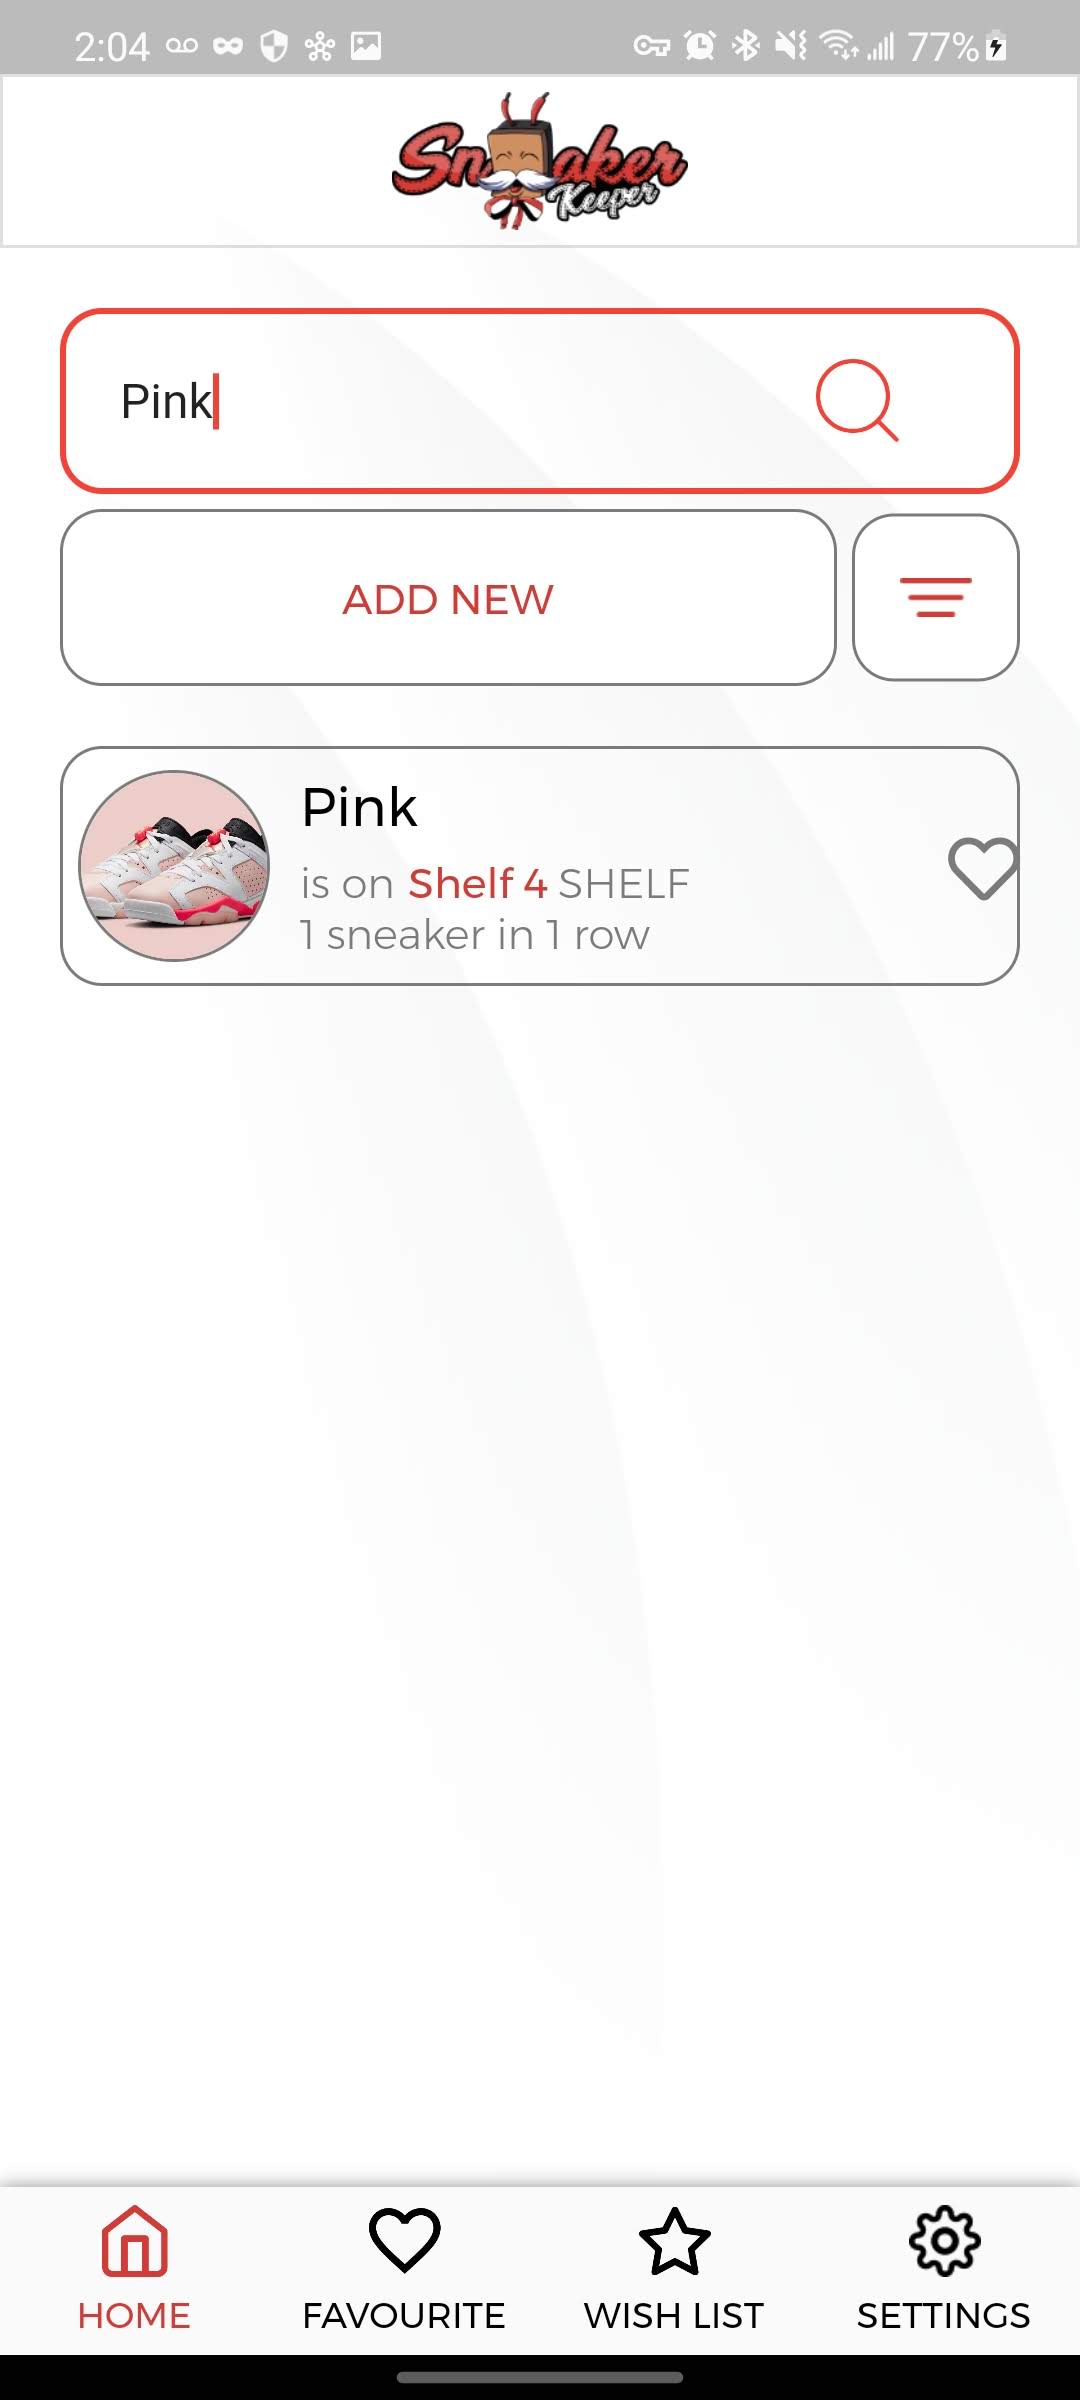 2:04 77%
Sneaker
Keeper
Pink
ADD NEW
Pink
is on Shelf 4 SHELF
1 sneaker in 1 row
HOME FAVOURITE WISH LIST SETTINGS